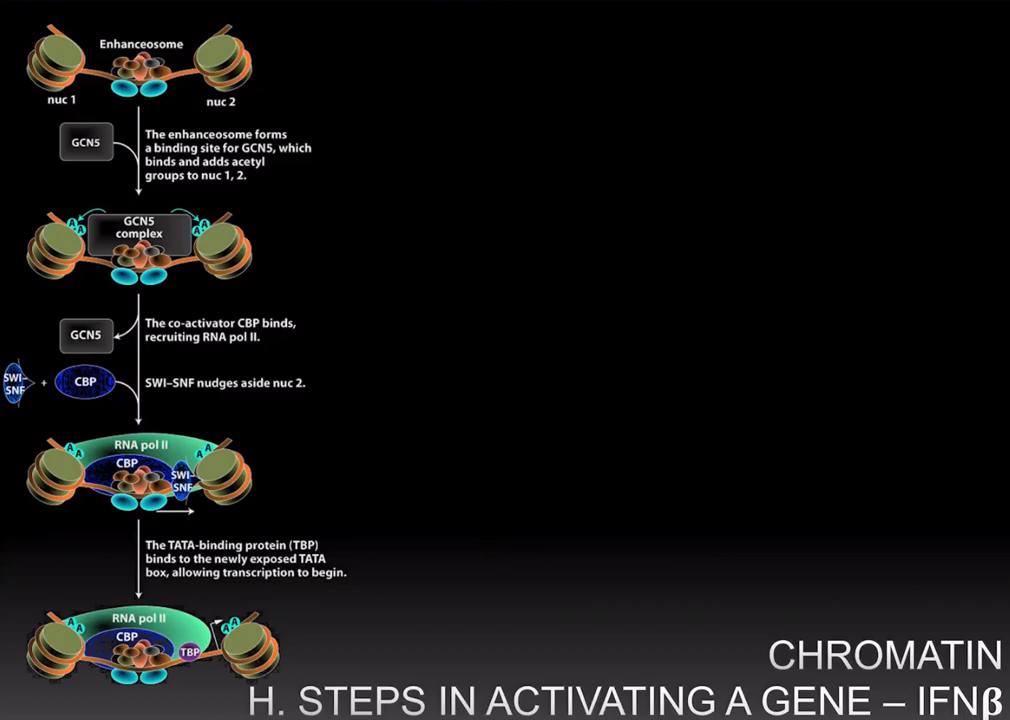 Enhanceosome
nuc 1
nuc 2
GCN5
The enhanceosome forms
a binding site for GCN5, which
binds and adds acetyl
groups to nuc 1, 2.
A
A
A
A
GCN5
complex
GCN5
The co-activator CBP binds,
recruiting RNA pol II.
SWI–
SNF
+
CBP
SWI–SNF nudges aside nuc 2.
A
A
A
A
RNA pol II
CBP
SWI–
SNF
The TATA-binding protein (TBP)
binds to the newly exposed TATA
box, allowing transcription to begin.
A
A
A
A
RNA pol II
CBP
TBP
CHROMATIN
H. STEPS IN ACTIVATING A GENE – IFNβ